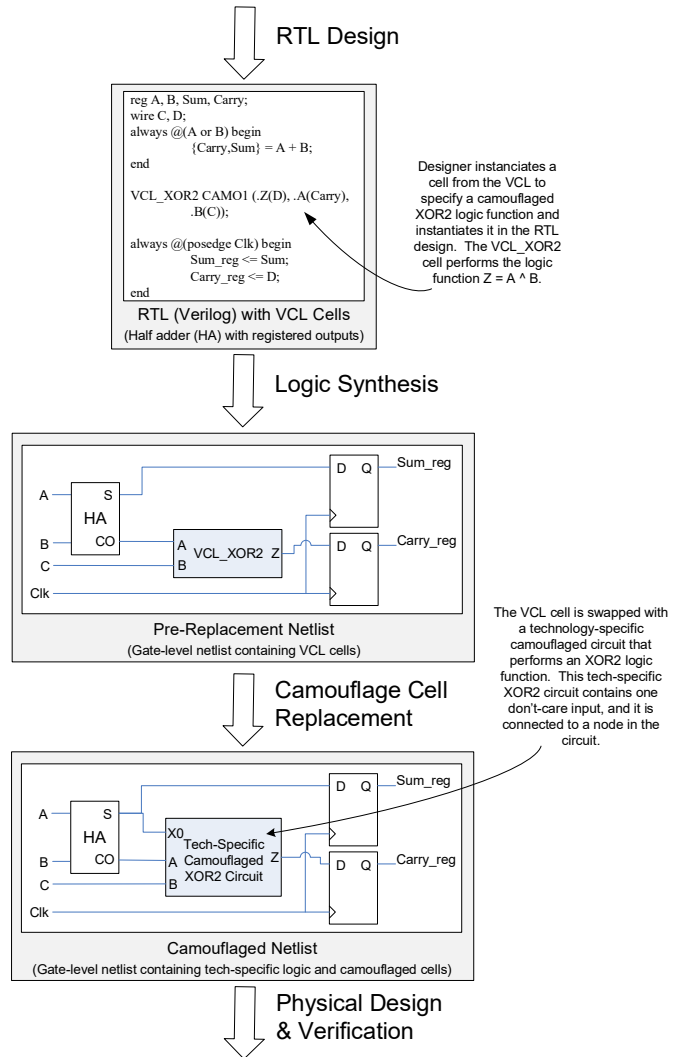 RTL Design
reg A, B, Sum, Carry;
wire C, D;
always @(A or B) begin
{Carry,Sum} = A + B;
end
VCL_XOR2 CAMO1 (.Z(D), .A(Carry),
.B(C));
always @(posedge Clk) begin
Sum_reg <= Sum;
Carry_reg <= D;
end
RTL (Verilog) with VCL Cells
(Half adder (HA) with registered outputs)
Designer instanciates a
cell from the VCL to
specify a camouflaged
XOR2 logic function and
instantiates it in the RTL
design. The VCL_XOR2
cell performs the logic
function Z = A ^ B.
Logic Synthesis
A
S
HA
B
CO
C
Clk
A
VCL_XOR2
Z
B
D Q
Sum_reg
D Q
Carry_reg
Pre-Replacement Netlist
(Gate-level netlist containing VCL cells)
The VCL cell is swapped with
a technology-specific
camouflaged circuit that
performs an XOR2 logic
function. This tech-specific
XOR2 circuit contains one
don't-care input, and it is
connected to a node in the
circuit.
Camouflage Cell
Replacement
A
S
HA
B
CO
C
Clk
X0
Tech-Specific
A
Camouflaged
Z
B
XOR2 Circuit
D Q
Sum_reg
D Q
Carry_reg
Camouflaged Netlist
(Gate-level netlist containing tech-specific logic and camouflaged cells)
Physical Design
& Verification